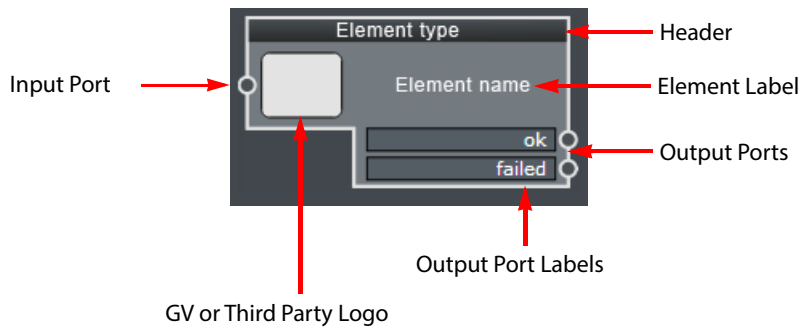 Element type
Header
Input Port
Element name
Element Label
ok
Output Ports
failed
Output Port Labels
GV or Third Party Logo